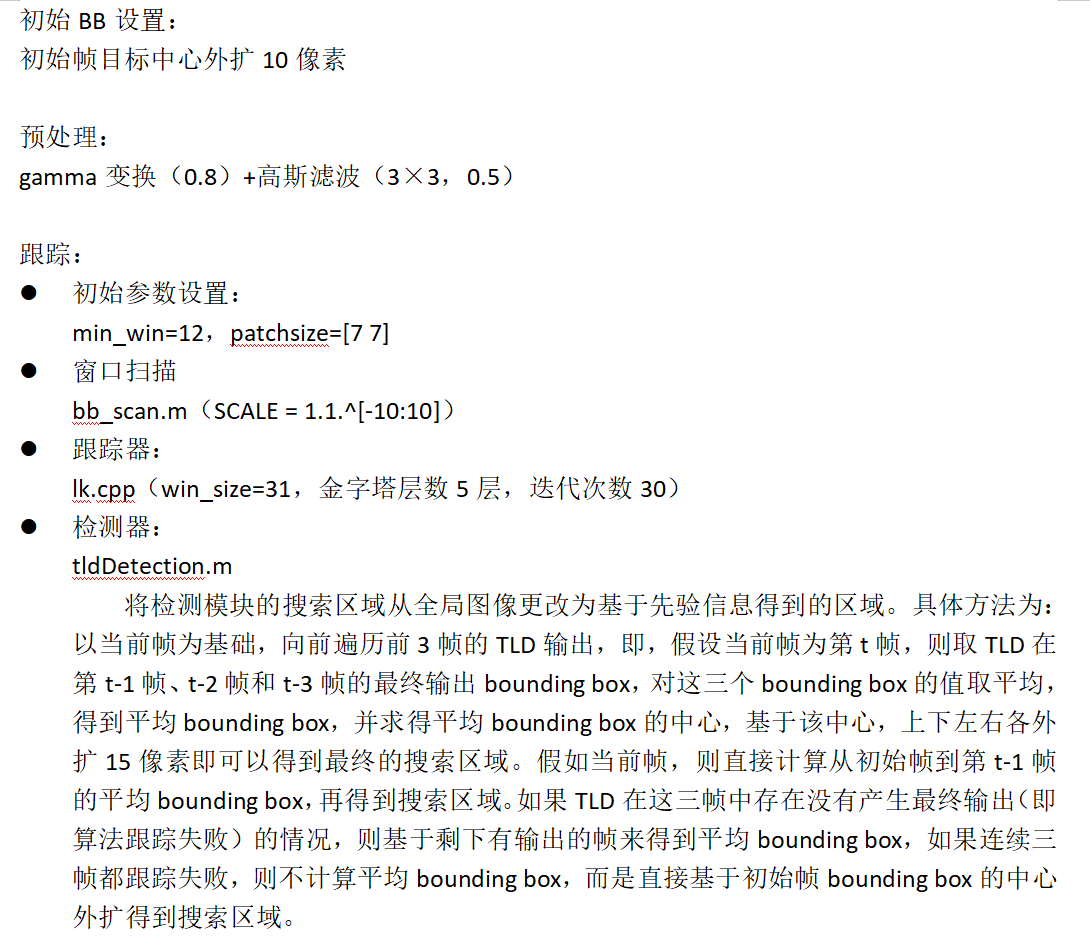 初始 BB 设置：
初始帧目标中心外扩 10 像素
预处理：
gamma 变换（0.8）+高斯滤波（3×3，0.5）
跟踪：
● 初始参数设置：
min_win=12，patchsize=[7 7]
● 窗口扫描
bb_scan.m（SCALE = 1.1.^[-10:10]）
● 跟踪器：
lk.cpp（win_size=31，金字塔层数 5 层，迭代次数 30）
● 检测器：
tldDetection.m
将检测模块的搜索区域从全局图像更改为基于先验信息得到的区域。具体方法为：
以当前帧为基础，向前遍历前 3 帧的 TLD 输出，即，假设当前帧为第 t 帧，则取 TLD 在
第 t-1 帧、t-2 帧和 t-3 帧的最终输出 bounding box，对这三个 bounding box 的值取平均，
得到平均 bounding box，并求得平均 bounding box 的中心，基于该中心，上下左右各外
扩 15 像素即可以得到最终的搜索区域。假如当前帧，则直接计算从初始帧到第 t-1 帧
的平均 bounding box，再得到搜索区域。如果 TLD 在这三帧中存在没有产生最终输出（即
算法跟踪失败）的情况，则基于剩下有输出的帧来得到平均 bounding box，如果连续三
帧都跟踪失败，则不计算平均 bounding box，而是直接基于初始帧 bounding box 的中心
外扩得到搜索区域。